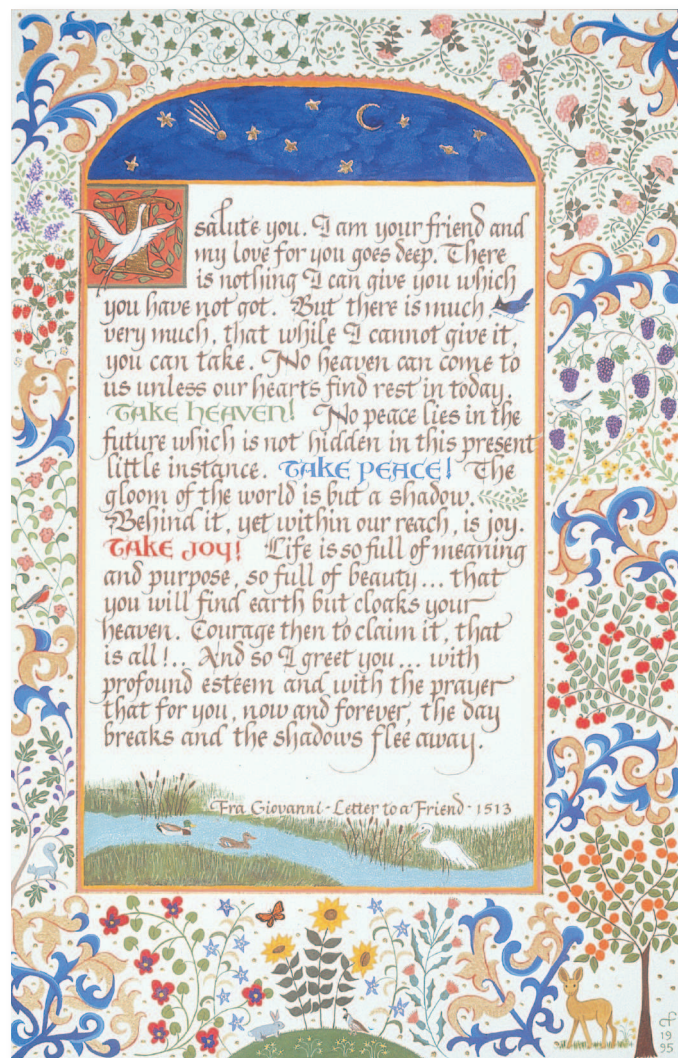 I salute you. I am your friend and
my love for you goes deep. There
is nothing I can give you which
you have not got. But there is much
very much, that while I cannot give it,
you can take. No heaven can come to
us unless our hearts find rest in today.
TAKE HEAVEN! No peace lies in the
future which is not hidden in this present
little instance. TAKE PEACE! The
gloom of the world is but a shadow.
Behind it, yet within our reach, is joy.
TAKE JOY! Life is so full of meaning
and purpose, so full of beauty... that
you will find earth but cloaks your
heaven. Courage then to claim it, that
is all!.. And so I greet you... with
profound esteem and with the prayer
that for you, now and forever, the day
breaks and the shadows flee away.
Fra Giovanni - Letter to a Friend - 1513
cf
19
95